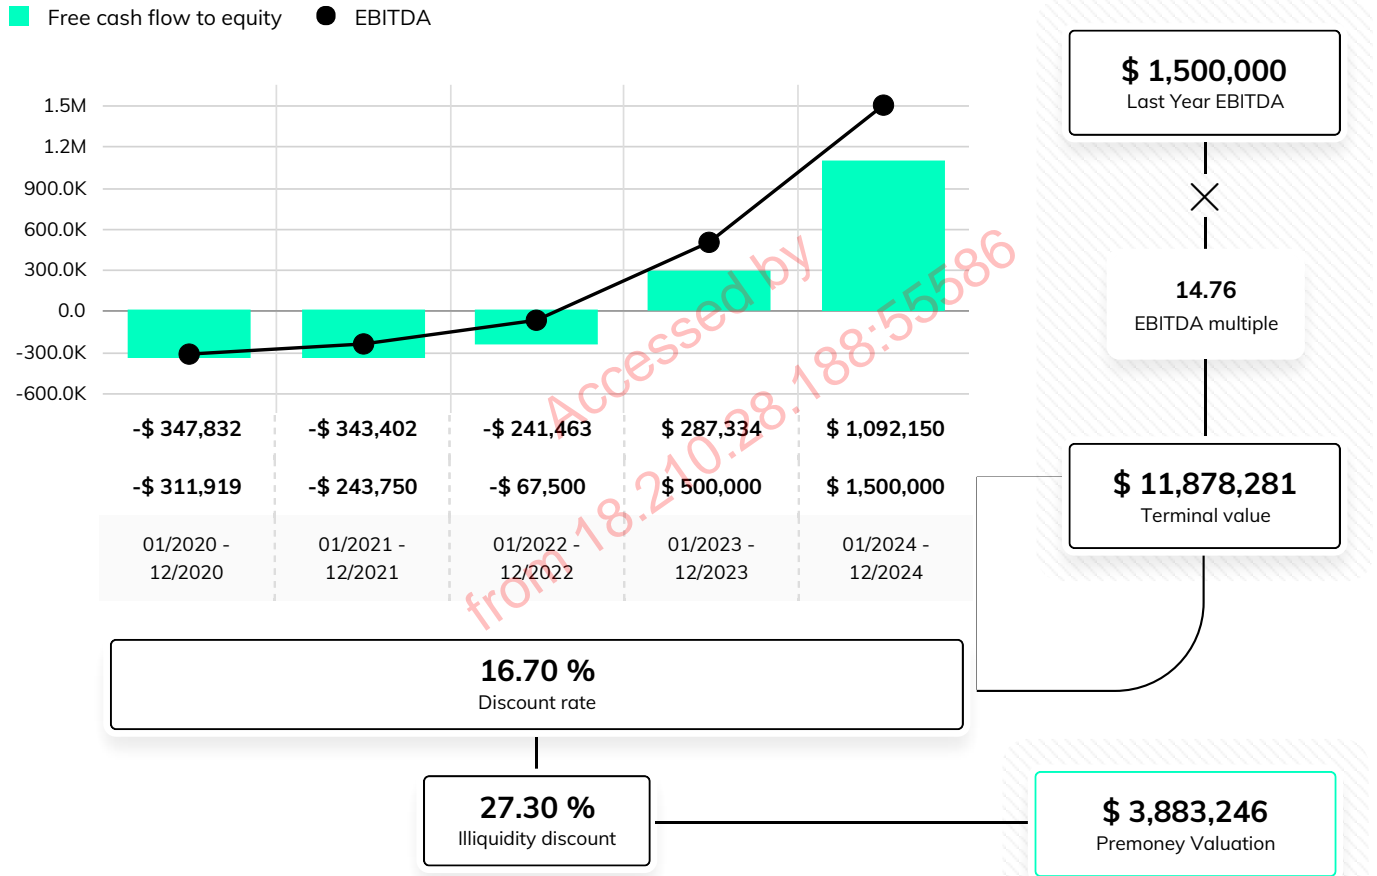 Free cash flow to equity EBITDA
1.5M
1.2M
900.0K
600.0K
300.0K
0.0
-300.0K
-600.0K
-$ 347,832 -$ 343,402 -$ 241,463 $ 287,334 $ 1,092,150
-$ 311,919 -$ 243,750 -$ 67,500 $ 500,000 $ 1,500,000
01/2020 - 01/2021 - 01/2022 - 01/2023 - 01/2024 -
12/2020 12/2021 12/2022 12/2023 12/2024
Accessed by
from 18.210.28.188:55586
$ 1,500,000
Last Year EBITDA
14.76
EBITDA multiple
$ 11,878,281
Terminal value
16.70 %
Discount rate
27.30 %
Illiquidity discount
$ 3,883,246
Premoney Valuation